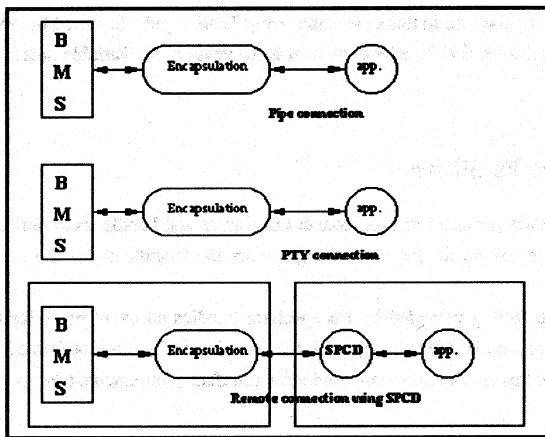 B
M
S
Encapsulation
app.
Pipe connection
B
M
S
Encapsulation
app.
PTY connection
B
M
S
Encapsulation
SPCD
app.
Remote connection using SPCD